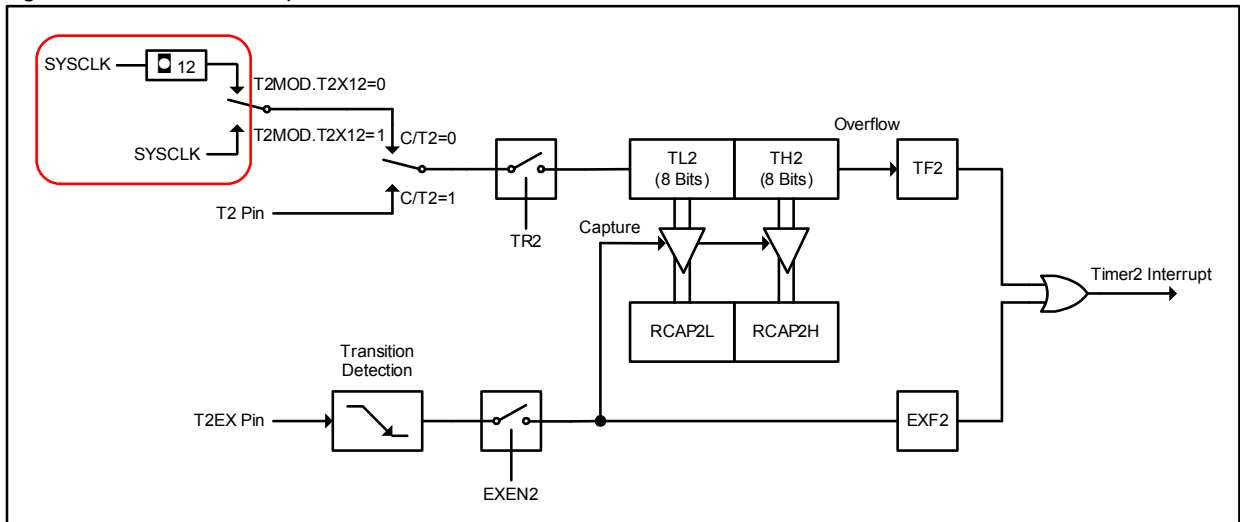 SYSCLK
12
T2MOD.T2X12=0
T2MOD.T2X12=1
SYSCLK
C/T2=0
C/T2=1
T2 Pin
TR2
TL2
(8 Bits)
TH2
(8 Bits)
Overflow
TF2
Capture
RCAP2L
RCAP2H
Timer2 Interrupt
Transition
Detection
T2EX Pin
EXEN2
EXF2